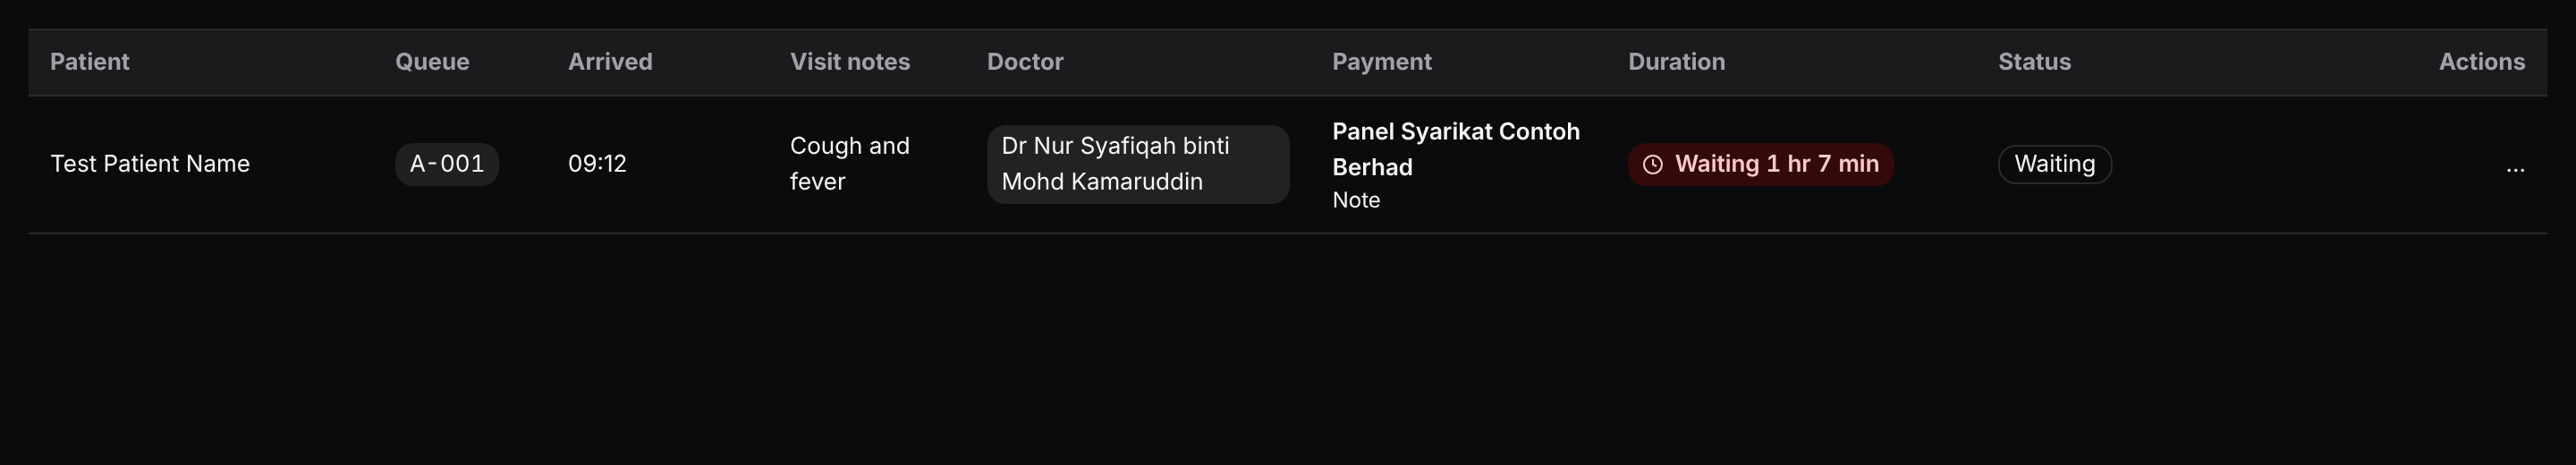 Patient Queue Arrived Visit notes Doctor Payment Duration Status Actions
Test Patient Name
A-001
09:12
Cough and
fever
Dr Nur Syafiqah binti
Mohd Kamaruddin
Panel Syarikat Contoh
Berhad
Note
Waiting 1 hr 7 min
Waiting
...